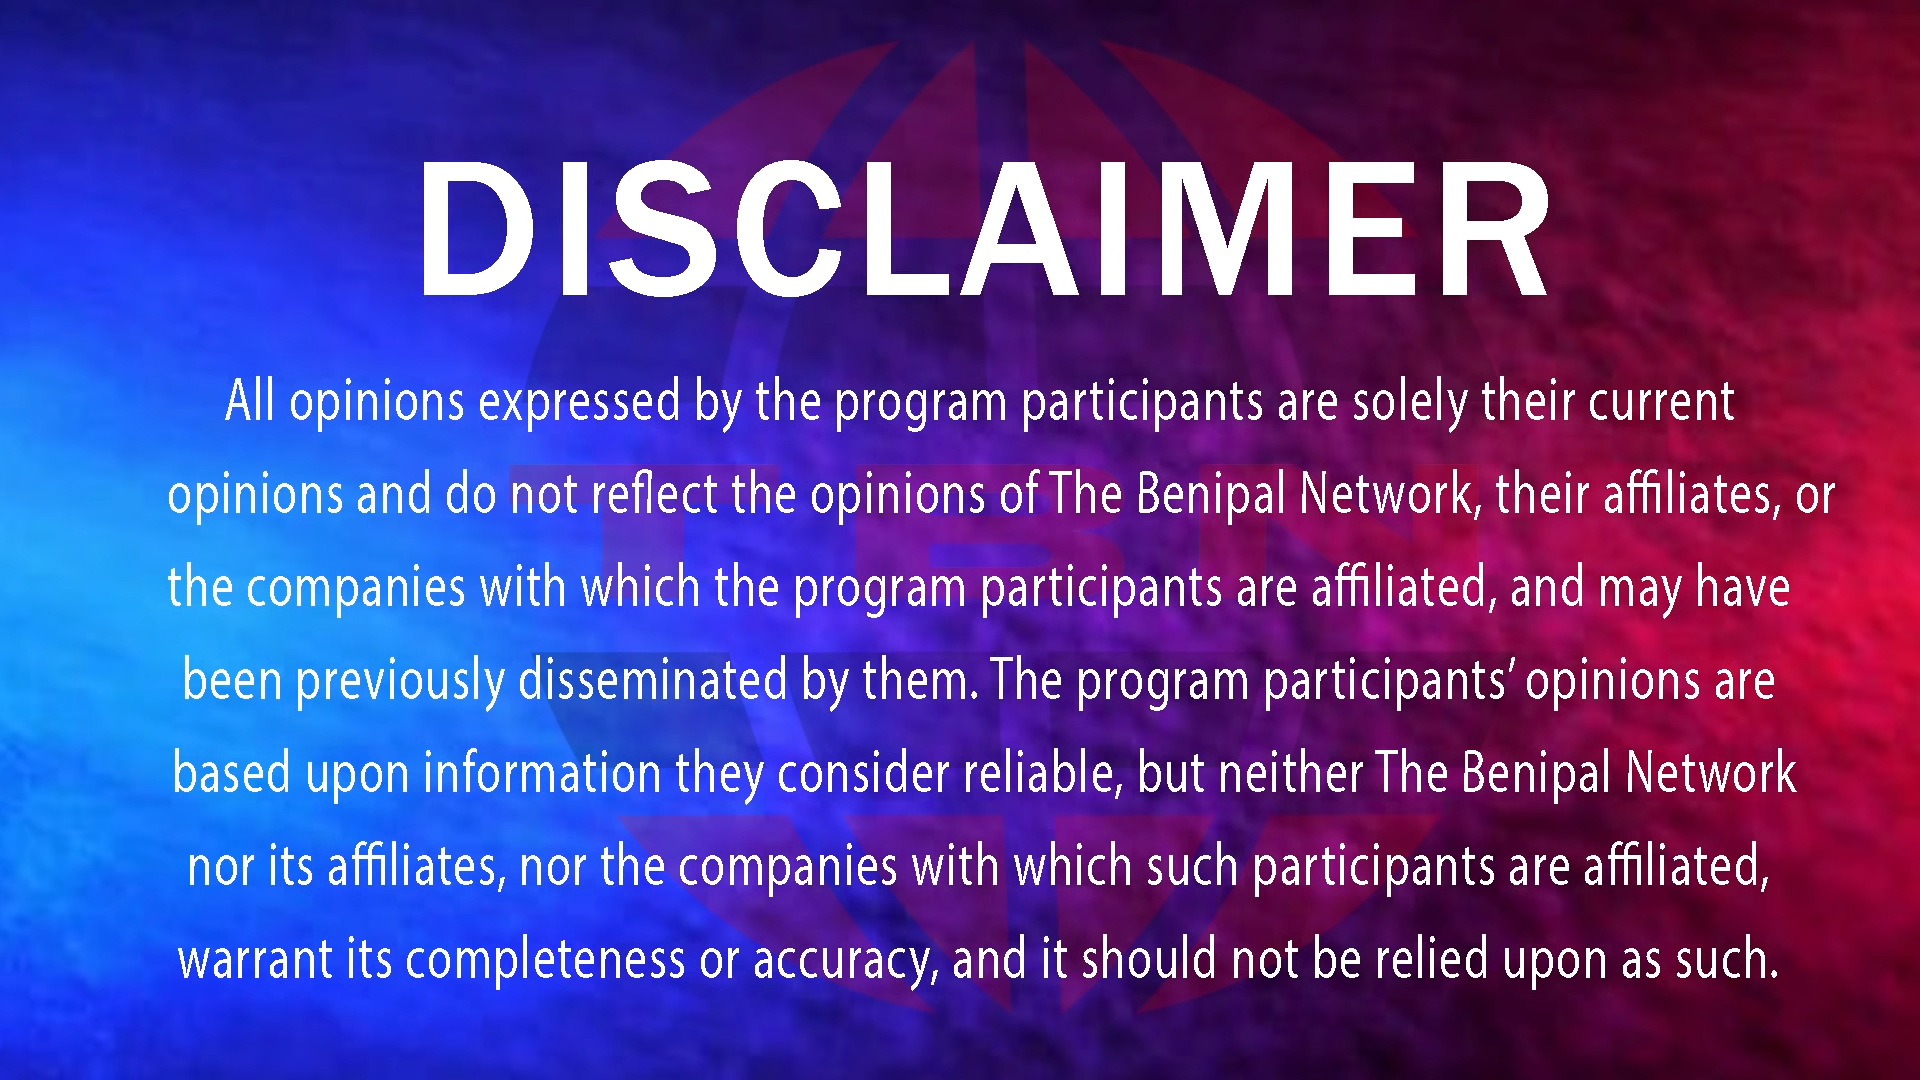 DISCLAIMER
All opinions expressed by the program participants are solely their current
opinions and do not reflect the opinions of The Benipal Network, their affiliates, or
the companies with which the program participants are affiliated, and may have
been previously disseminated by them. The program participants’ opinions are
based upon information they consider reliable, but neither The Benipal Network
nor its affiliates, nor the companies with which such participants are affiliated,
warrant its completeness or accuracy, and it should not be relied upon as such.
TBN